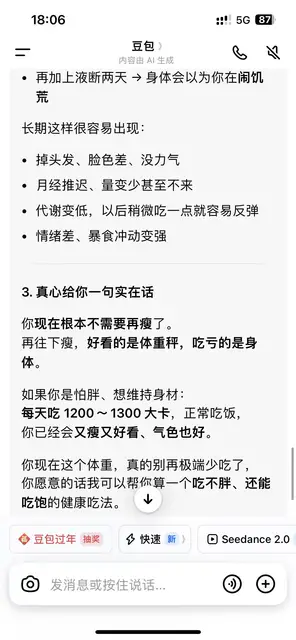 18:06
5G 87
豆包
内容由 AI 生成
• 再加上液断两天 → 身体会以为你在闹饥
荒
长期这样很容易出现：
• 掉头发、脸色差、没力气
• 月经推迟、量变少甚至不来
• 代谢变低，以后稍微吃一点就容易反弹
• 情绪差、暴食冲动变强
3. 真心给你一句实在话
你现在根本不需要再瘦了。
再往下瘦，好看的是体重秤，吃亏的是身
体。
如果你是怕胖、想维持身材：
每天吃 1200～1300 大卡，正常吃饭，
你已经会又瘦又好看、气色也好。
你现在这个体重，真的别再极端少吃了，
你愿意的话我可以帮你算一个吃不胖、还能
吃饱的健康吃法。
豆包过年 抽奖 快速 新 Seedance 2.0
发消息或按住说话...